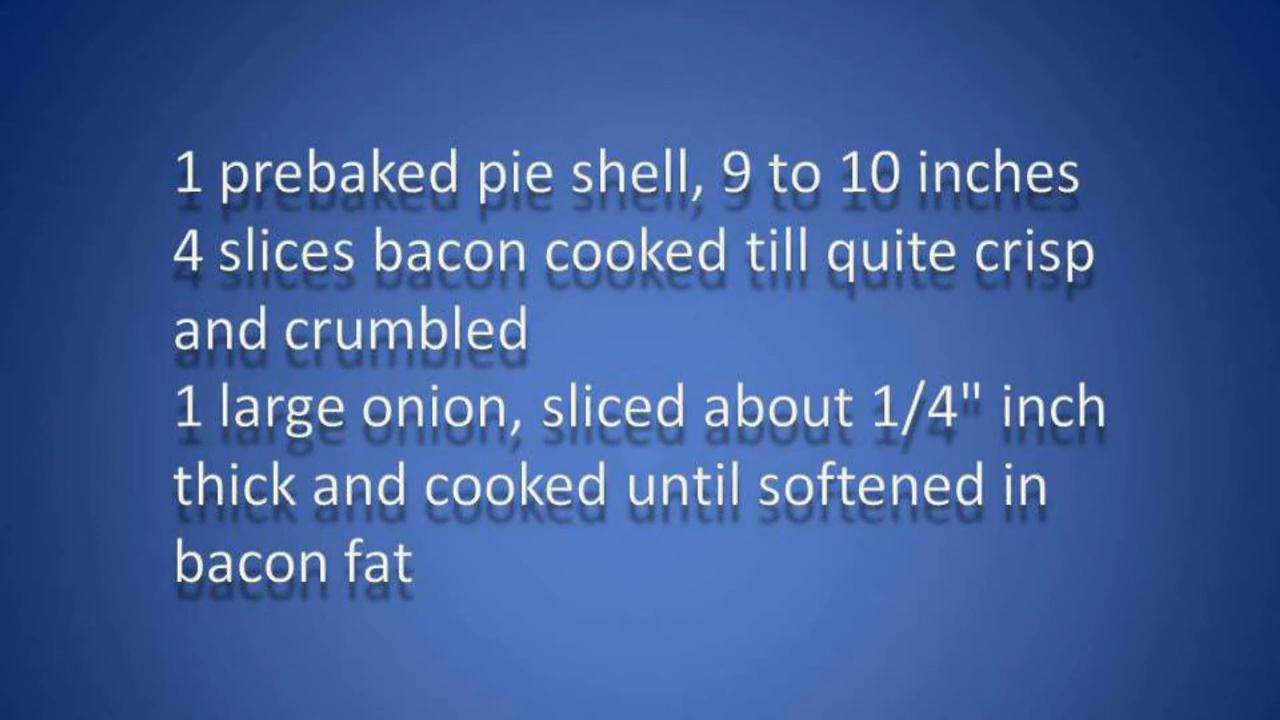 1 prebaked pie shell, 9 to 10 inches
4 slices bacon cooked till quite crisp
and crumbled
1 large onion, sliced about 1/4" inch
thick and cooked until softened in
bacon fat